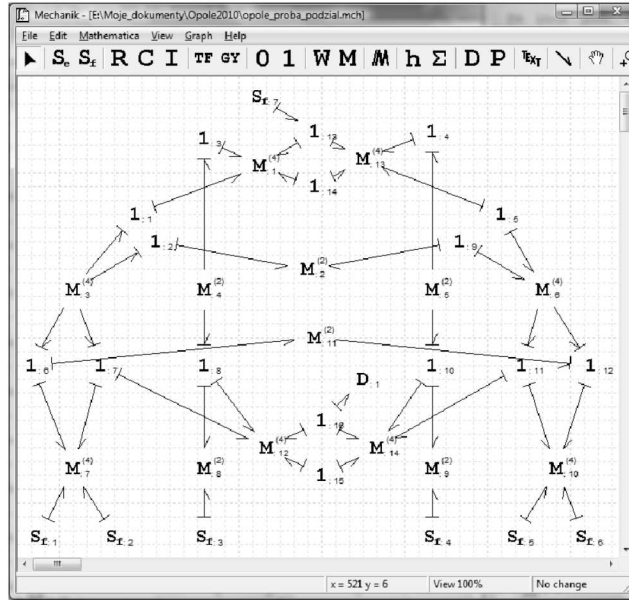 Mechanik - [E:\Moje_dokumenty\Opole2010\opole_proba_podzial.mch]
File Edit Mathematica View Graph Help
Se Sf R C I TF GY 0 1 W M h Σ D P TEXT
Sf:7
1:3 1:13 1:4
M(4):1 M(4):13
1:14
1:1 1:5
1:2 1:9
M(2):2
M(4):3 M(2):4 M(2):5 M(4):6
M(2):11
1:6 1:7 1:8 1:10 1:11 1:12
D:1
M(4):12 M(4):14
M(4):7 M(2):8 1:15 M(2):9 M(4):10
Sf:1 Sf:2 Sf:3 Sf:4 Sf:5 Sf:6
x = 521 y = 6 View 100% No change